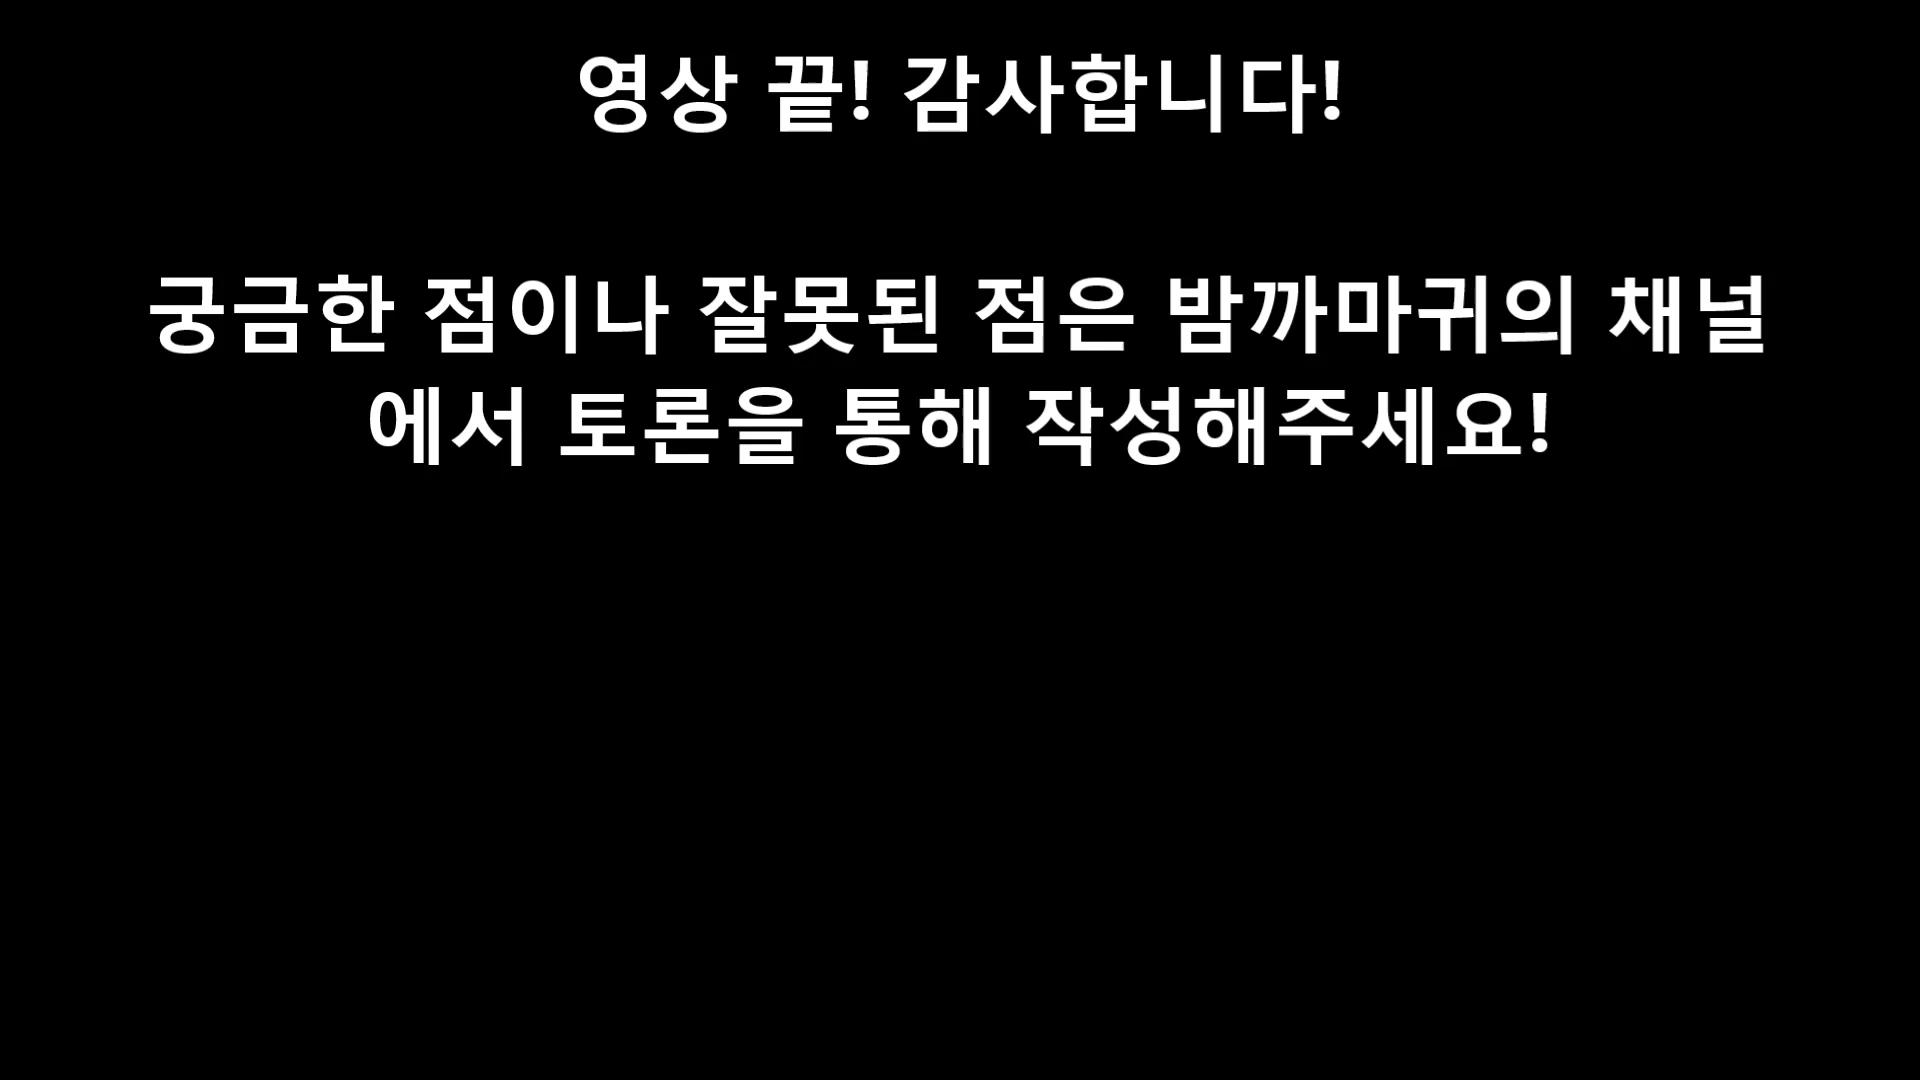 영상 끝! 감사합니다!
궁금한 점이나 잘못된 점은 밤까마귀의 채널
에서 토론을 통해 작성해주세요!